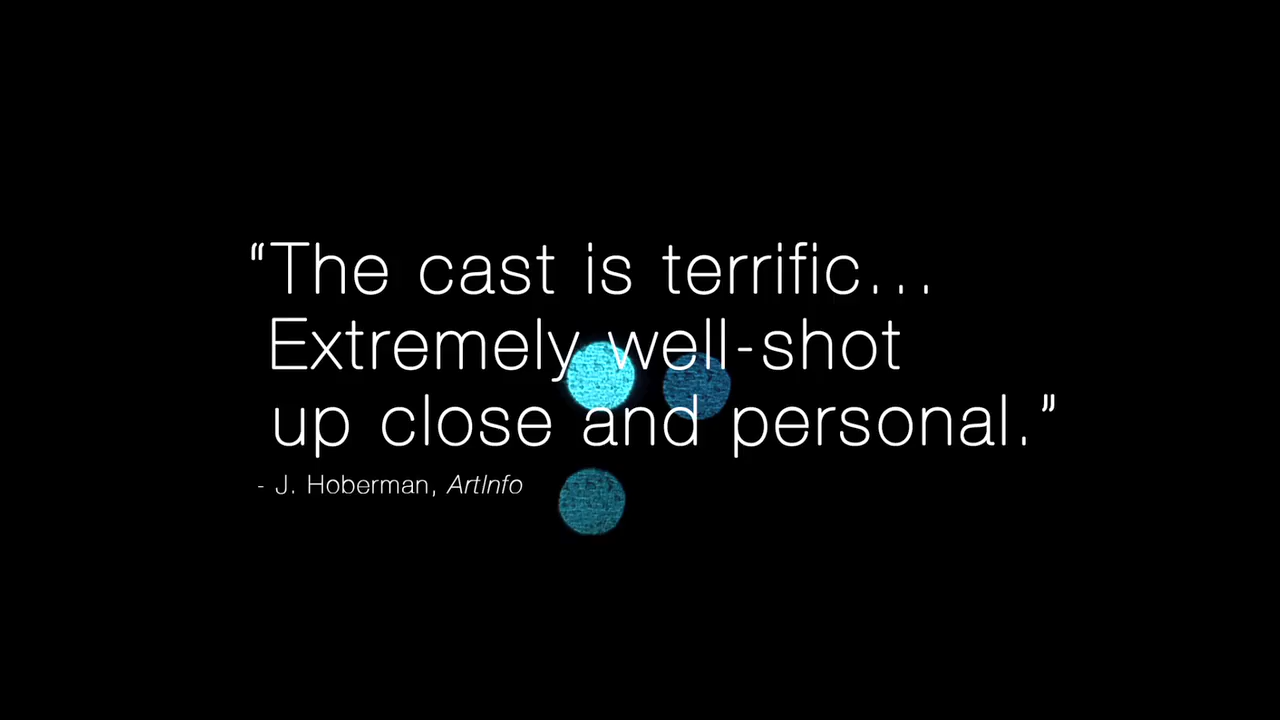 “The cast is terrific...
Extremely well-shot
up close and personal.”
- J. Hoberman, ArtInfo